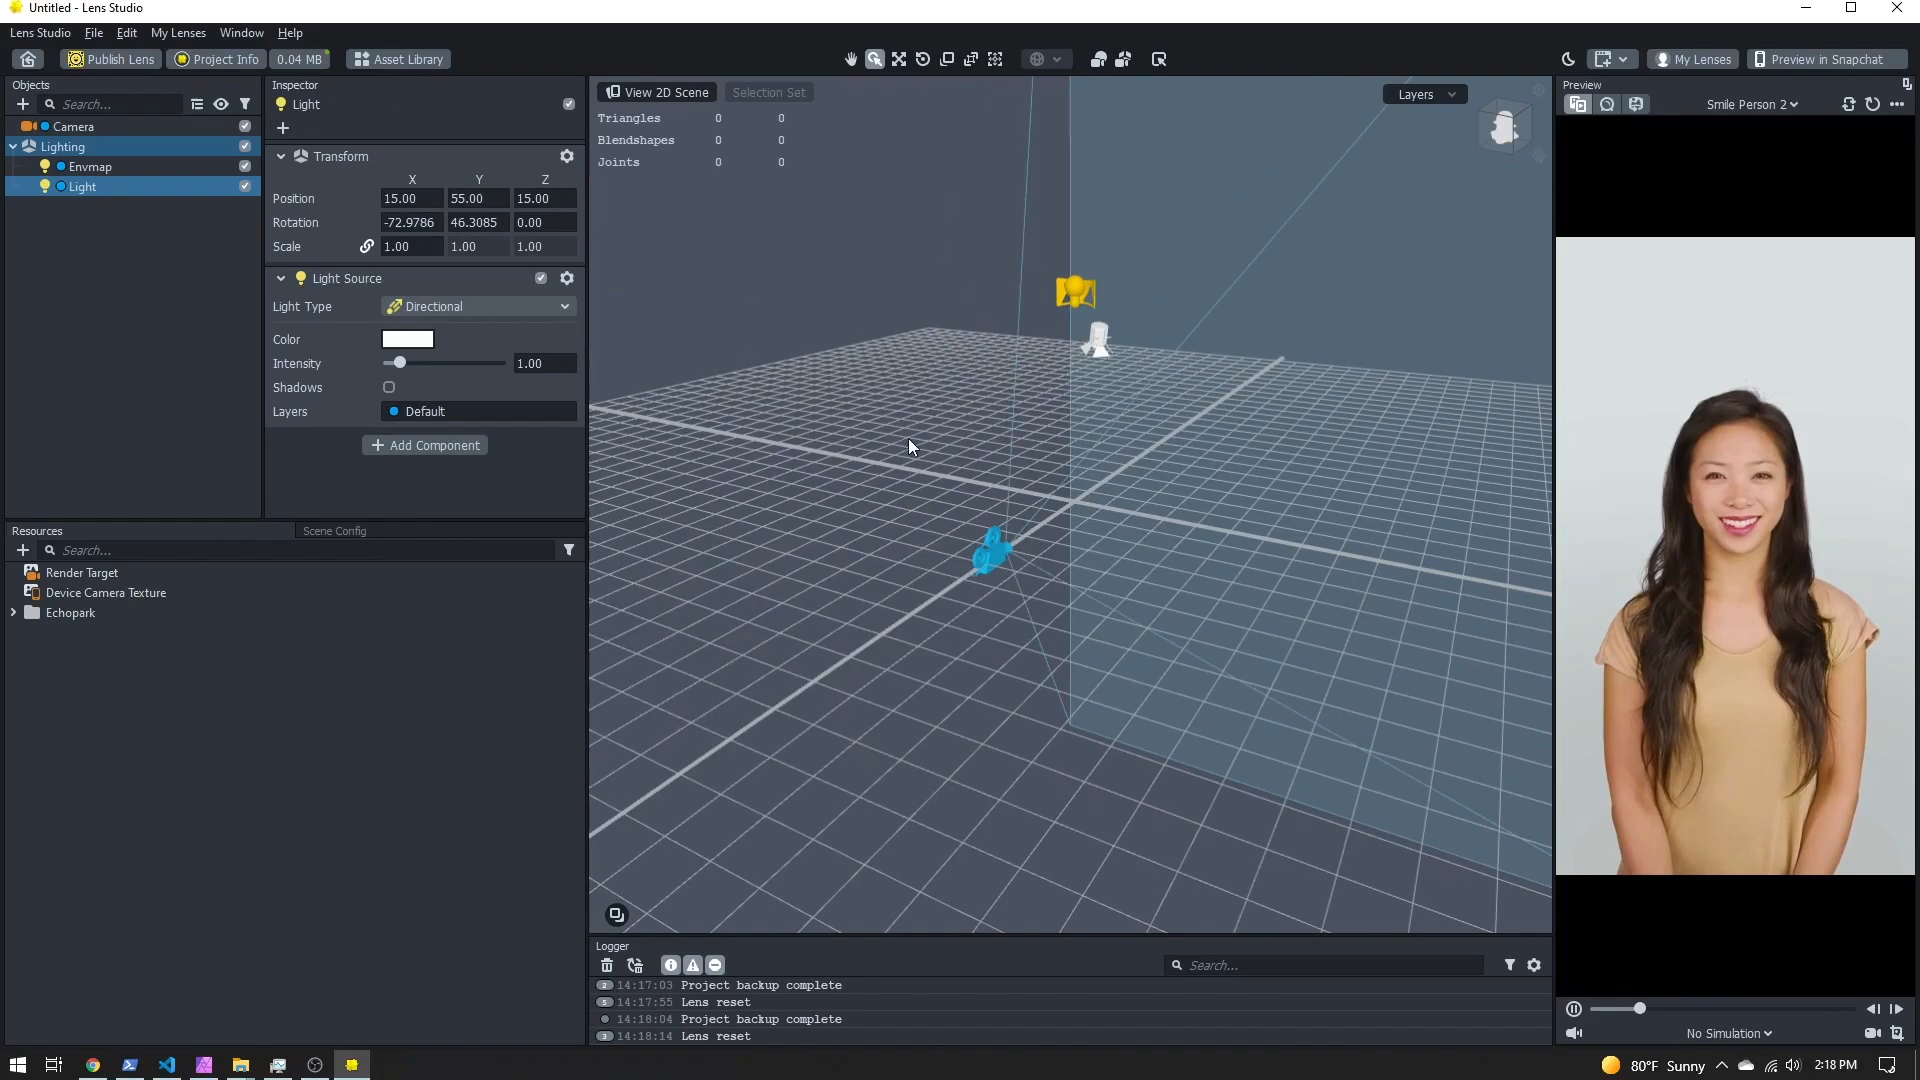 Untitled - Lens Studio
Lens Studio File Edit My Lenses Window Help
Publish Lens Project Info 0.04 MB Asset Library My Lenses Preview in Snapchat
Objects
Search...
Camera
Lighting
Envmap
Light
Inspector
Light
Transform
X Y Z
Position 15.00 55.00 15.00
Rotation -72.9786 46.3085 0.00
Scale 1.00 1.00 1.00
Light Source
Light Type Directional
Color
Intensity 1.00
Shadows
Layers Default
Add Component
View 2D Scene Selection Set
Layers
Triangles 0 0
Blendshapes 0 0
Joints 0 0
Preview
Smile Person 2
Resources Scene Config
Search...
Render Target
Device Camera Texture
Echopark
Logger
Search...
2 14:17:03 Project backup complete
5 14:17:55 Lens reset
14:18:04 Project backup complete
3 14:18:14 Lens reset
No Simulation
80°F Sunny 2:18 PM